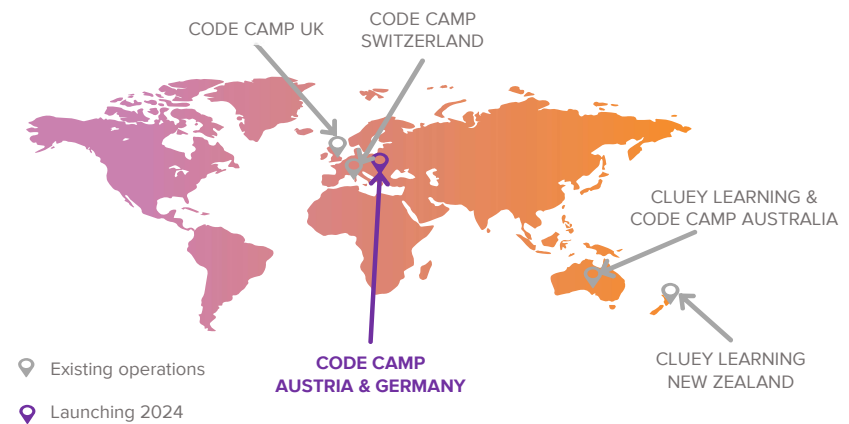 CODE CAMP UK
CODE CAMP
SWITZERLAND
CLUEY LEARNING &
CODE CAMP AUSTRALIA
CODE CAMP
AUSTRIA & GERMANY
CLUEY LEARNING
NEW ZEALAND
Existing operations
Launching 2024